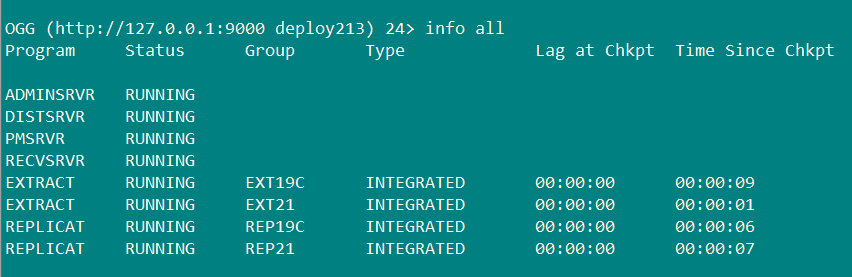 OGG (http://127.0.0.1:9000 deploy213) 24> info all
Program     Status      Group       Type             Lag at Chkpt  Time Since Chkpt
ADMINSRVR   RUNNING
DISTSRVR    RUNNING
PMSRVR      RUNNING
RECVSRVR    RUNNING
EXTRACT     RUNNING     EXT19C      INTEGRATED       00:00:00      00:00:09
EXTRACT     RUNNING     EXT21       INTEGRATED       00:00:00      00:00:01
REPLICAT    RUNNING     REP19C      INTEGRATED       00:00:00      00:00:06
REPLICAT    RUNNING     REP21       INTEGRATED       00:00:00      00:00:07